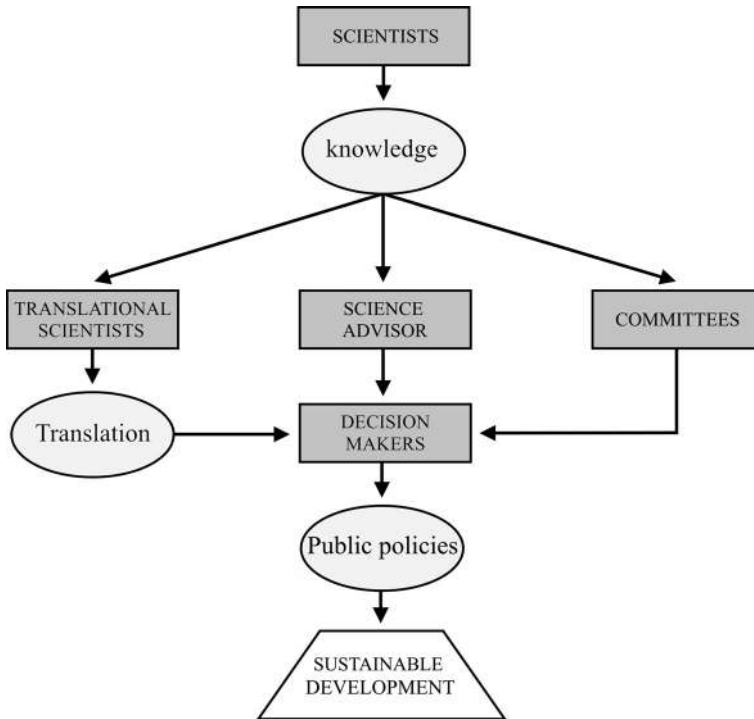 SCIENTISTS
knowledge
TRANSLATIONAL
SCIENTISTS
SCIENCE
ADVISOR
COMMITTEES
Translation
DECISION
MAKERS
Public policies
SUSTAINABLE
DEVELOPMENT